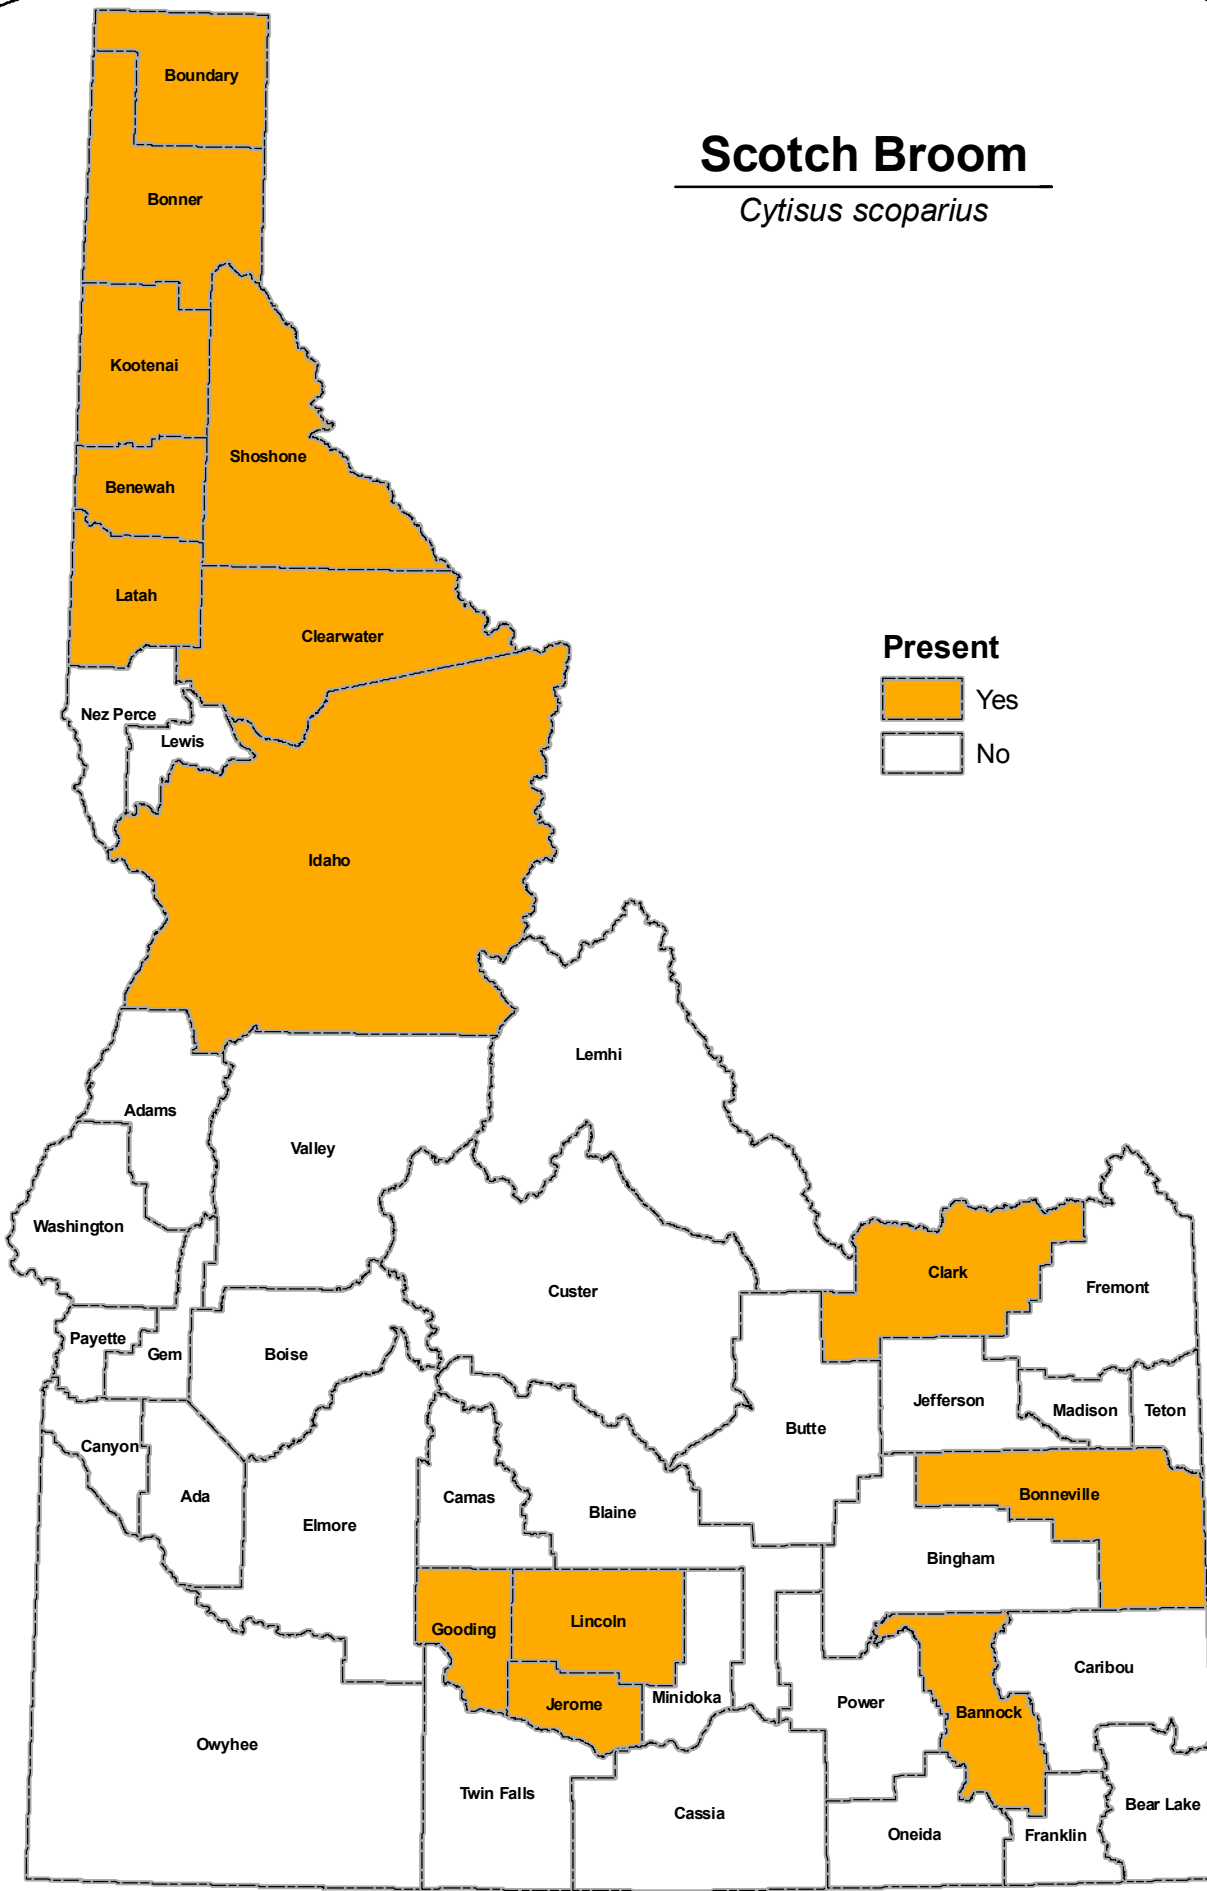 Scotch Broom
Cytisus scoparius
Boundary
Bonner
Kootenai
Shoshone
Benewah
Latah
Clearwater
Present
Yes
No
Nez Perce
Lewis
Idaho
Lemhi
Adams
Valley
Washington
Clark
Fremont
Custer
Payette
Gem
Boise
Jefferson
Madison
Teton
Butte
Canyon
Ada
Camas
Blaine
Bonneville
Elmore
Bingham
Gooding
Lincoln
Caribou
Minidoka
Power
Jerome
Bannock
Owyhee
Twin Falls
Cassia
Bear Lake
Oneida
Franklin